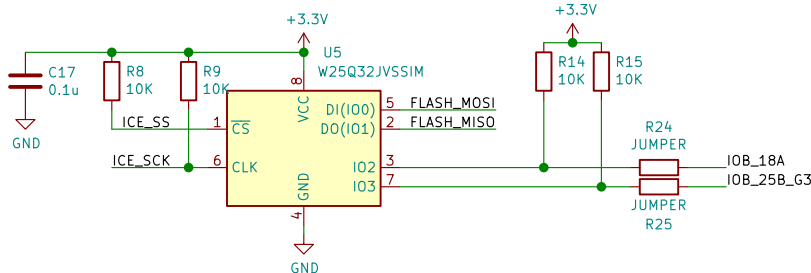 +3.3V
+3.3V
U5
W25Q32JVSSIM
C17
0.1u
R8
10K
R9
10K
R14
10K
R15
10K
GND
8
VCC
ICE_SS
1
CS
DI(IO0)
5
FLASH_MOSI
DO(IO1)
2
FLASH_MISO
ICE_SCK
6
CLK
IO2
3
IO3
7
R24
JUMPER
IOB_18A
IOB_25B_G3
JUMPER
R25
GND
4
GND